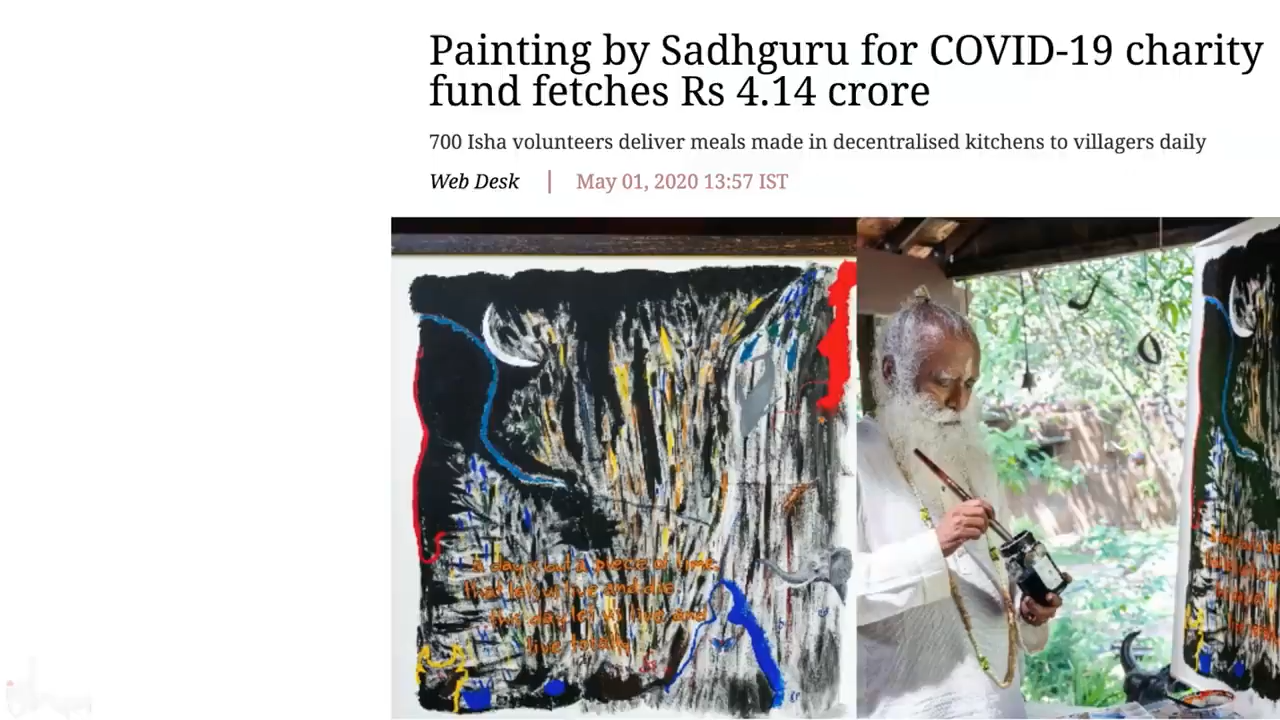 Painting by Sadhguru for COVID-19 charity
fund fetches Rs 4.14 crore
700 Isha volunteers deliver meals made in decentralised kitchens to villagers daily
Web Desk | May 01, 2020 13:57 IST
a day is out a piece of time,
that lets us live and die
this day let us live and
live totally